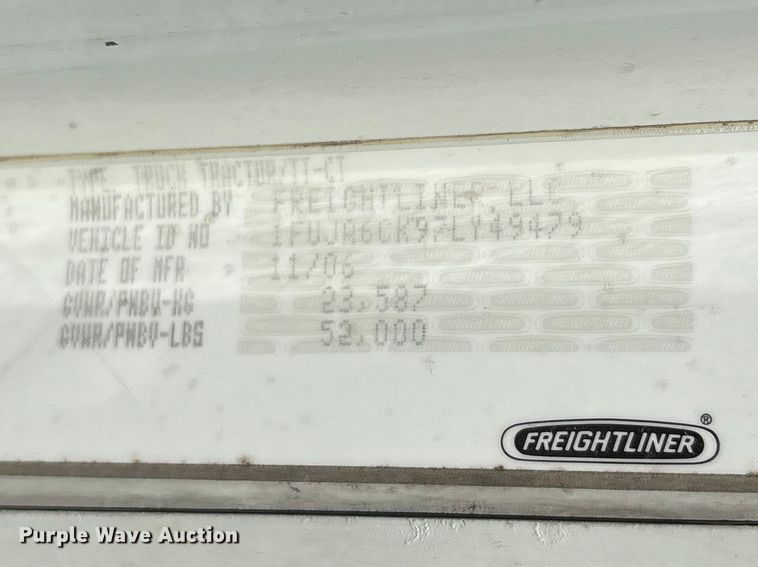 TYPE TRUCK TRACTOR/TT-CT
MANUFACTURED BY FREIGHTLINER, LLC
VEHICLE ID NO 1FUJA6CK97LY49479
DATE OF MFR 11/06
GVWR/PNBV-KG 23,587
GVWR/PNBV-LBS 52,000
FREIGHTLINER®
Purple Wave Auction